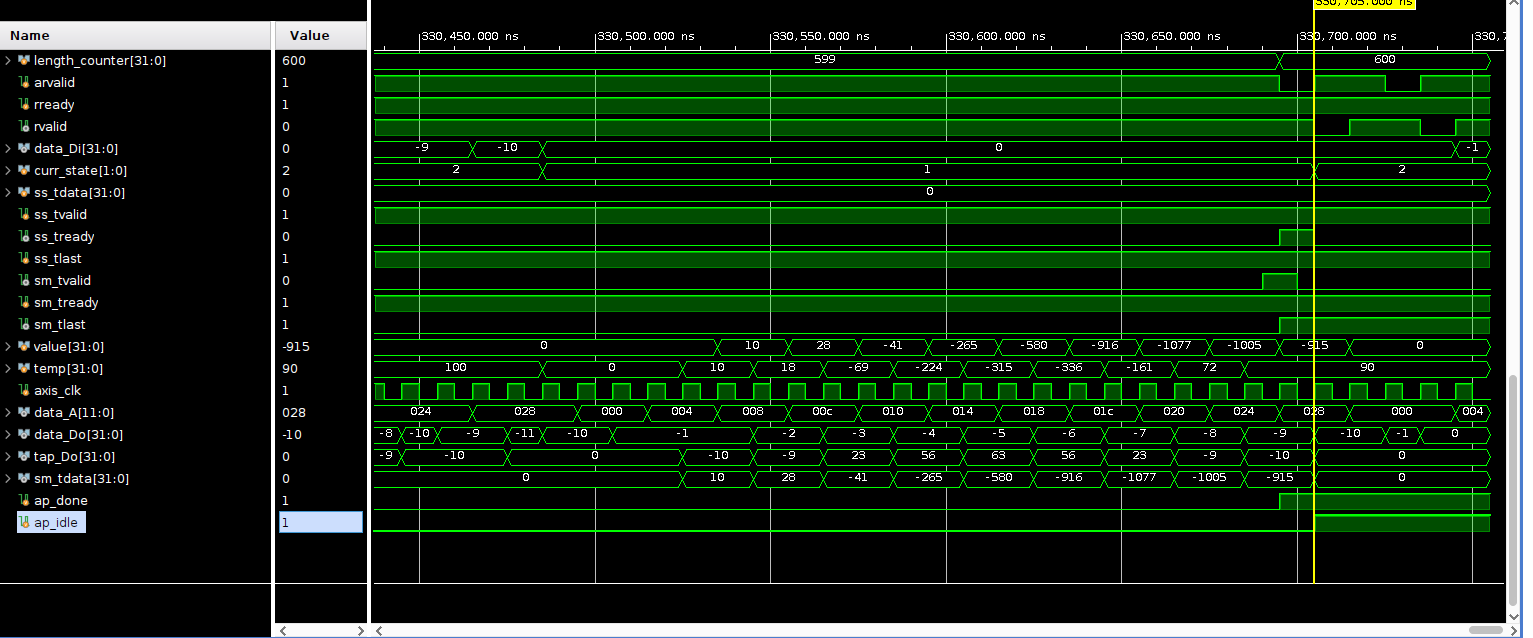 330,705.000 ns
Name Value 330,450.000 ns 330,500.000 ns 330,550.000 ns 330,600.000 ns 330,650.000 ns 330,700.000 ns
length_counter[31:0] 600 599 600
arvalid 1
rready 1
rvalid 0
data_Di[31:0] 0 -9 -10 0 -1
curr_state[1:0] 2 2 1 2
ss_tdata[31:0] 0 0
ss_tvalid 1
ss_tready 0
ss_tlast 1
sm_tvalid 0
sm_tready 1
sm_tlast 1
value[31:0] -915 0 10 28 -41 -265 -580 -916 -1077 -1005 -915 0
temp[31:0] 90 100 0 10 18 -69 -224 -315 -336 -161 72 90
axis_clk 1
data_A[11:0] 028 024 028 000 004 008 00c 010 014 018 01c 020 024 028 000 004
data_Do[31:0] -10 -8 -10 -9 -11 -10 -1 -2 -3 -4 -5 -6 -7 -8 -9 -10 -1 0
tap_Do[31:0] 0 -9 -10 0 -10 -9 23 56 63 56 23 -9 -10 0
sm_tdata[31:0] 0 0 10 28 -41 -265 -580 -916 -1077 -1005 -915 0
ap_done 1
ap_idle 1